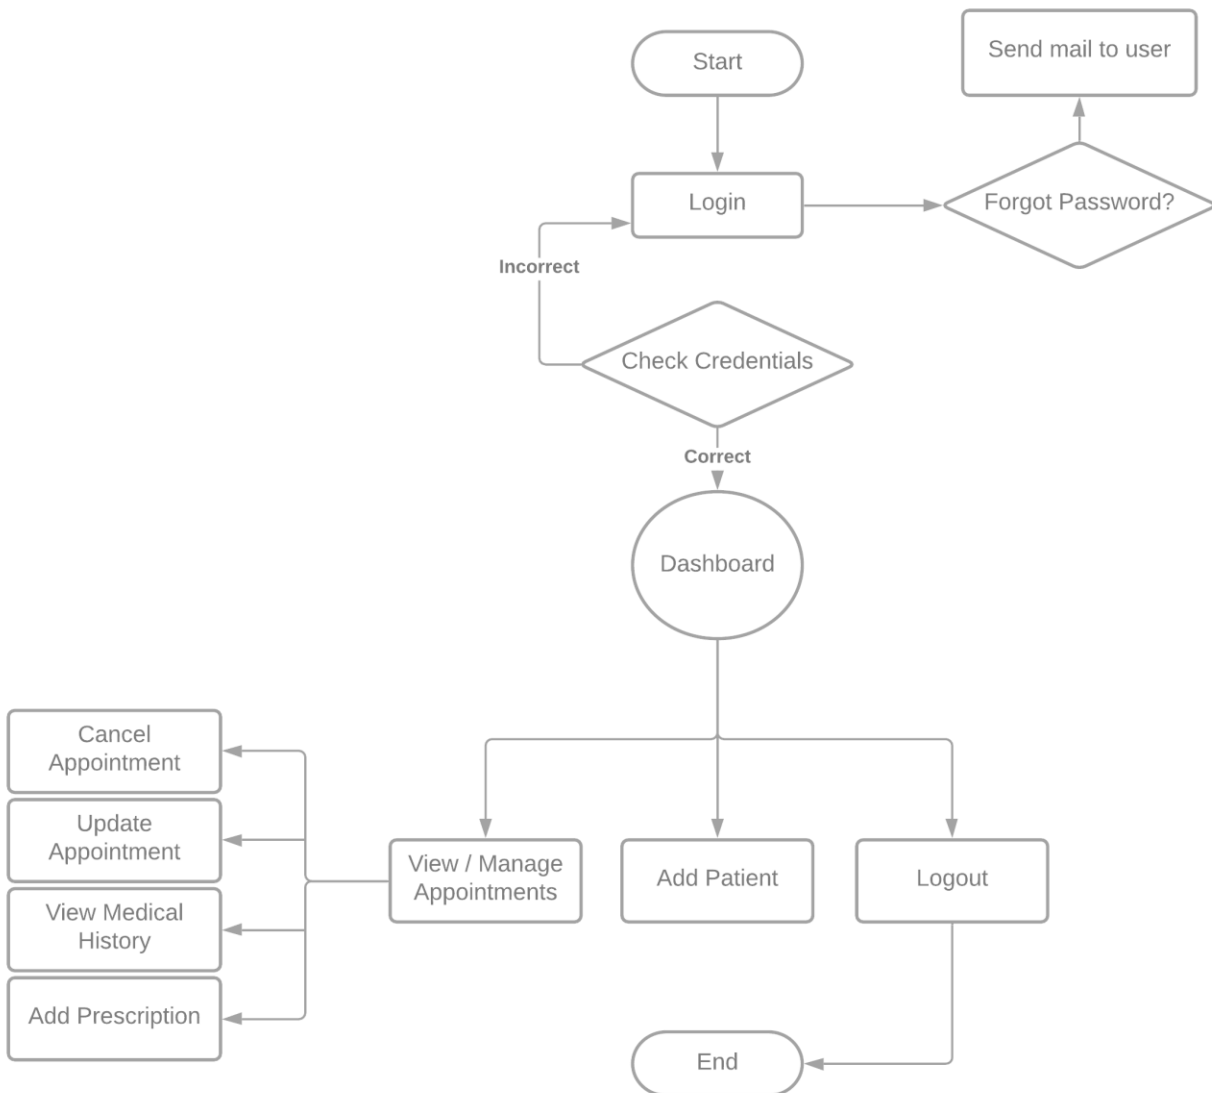 Start
Send mail to user
Login
Forgot Password?
Incorrect
Check Credentials
Correct
Dashboard
Cancel
Appointment
Update
Appointment
View Medical
History
Add Prescription
View / Manage
Appointments
Add Patient
Logout
End